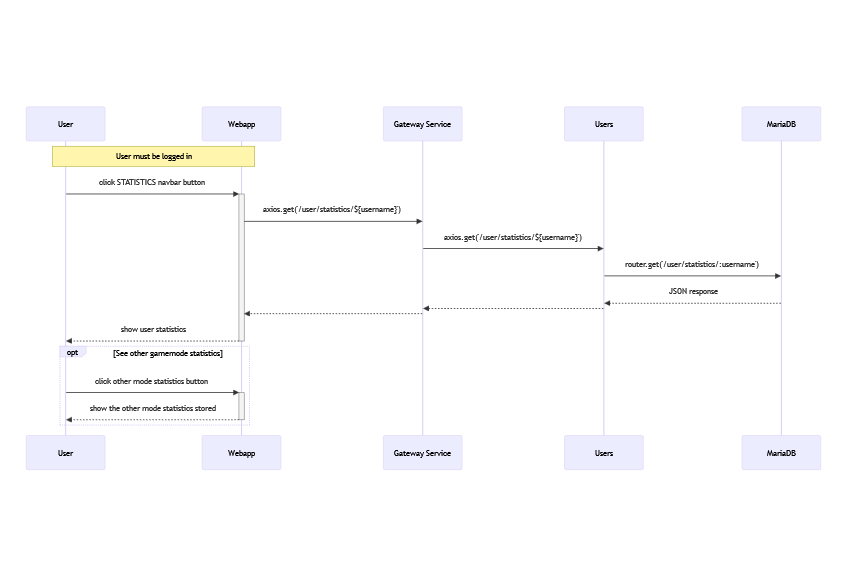 User
Webapp
Gateway Service
Users
MariaDB
User must be logged in
click STATISTICS navbar button
axios.get(`/user/statistics/${username}`)
axios.get(`/user/statistics/${username}`)
router.get('/user/statistics/:username')
JSON response
show user statistics
opt
[See other gamemode statistics]
click other mode statistics button
show the other mode statistics stored
User
Webapp
Gateway Service
Users
MariaDB